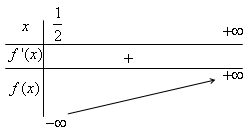 x 1/2 +∞
f'(x) +
f(x) +∞
−∞